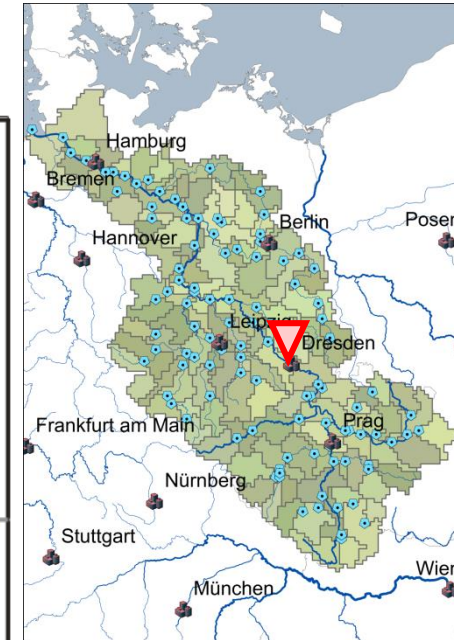 Hamburg
Bremen
Berlin
Posen
Hannover
Leipzig
Dresden
Frankfurt am Main
Prag
Nürnberg
Stuttgart
Wien
München